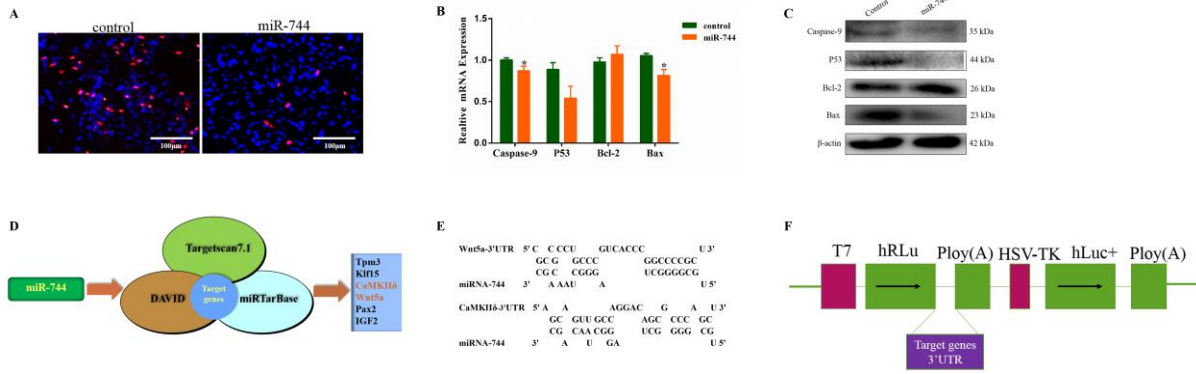 A
control
miR-744
100μm
100μm
B
Realtive mRNA Expression
1.5
1.0
0.5
0.0
control
miR-744
*
*
Caspase-9 P53 Bcl-2 Bax
C
Control
miR-744
Caspase-9 35 kDa
P53 44 kDa
Bcl-2 26 kDa
Bax 23 kDa
β-actin 42 kDa
D
miR-744
Targetscan7.1
DAVID
Target
genes
miRTarBase
Tpm3
Klf15
CaMKIIδ
Wnt5a
Pax2
IGF2
E
Wnt5a-3'UTR 5' C C CCU GUCACCC U 3'
GC G GCCC GGCCCCGC
CG C CGGG UCGGGGCG
miRNA-744 3' A AAU A U 5'
CaMKIIδ-3'UTR 5' A A AGGAC G A U 3'
GC GUU GCC AGC CCC GC
CG CAA CGG UCG GGG CG
miRNA-744 3' A U GA U 5'
F
T7 hRLu Ploy(A) HSV-TK hLuc+ Ploy(A)
Target genes
3'UTR